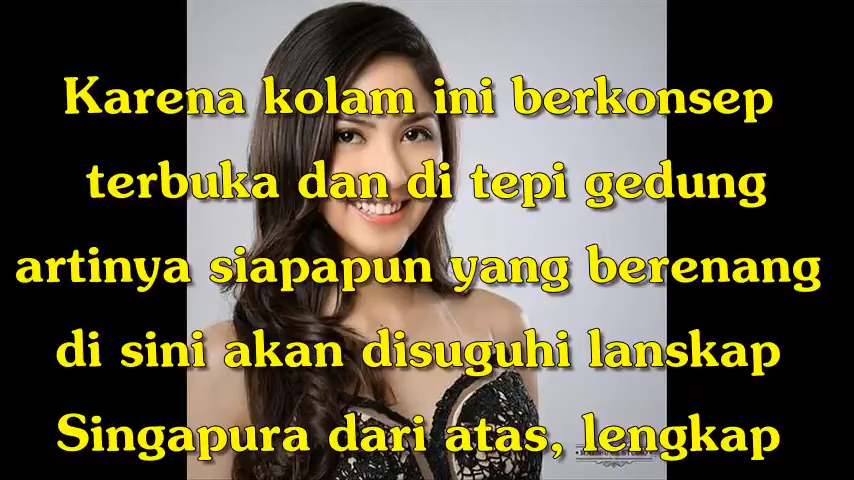 Karena kolam ini berkonsep
terbuka dan di tepi gedung
artinya siapapun yang berenang
di sini akan disuguhi lanskap
Singapura dari atas, lengkap